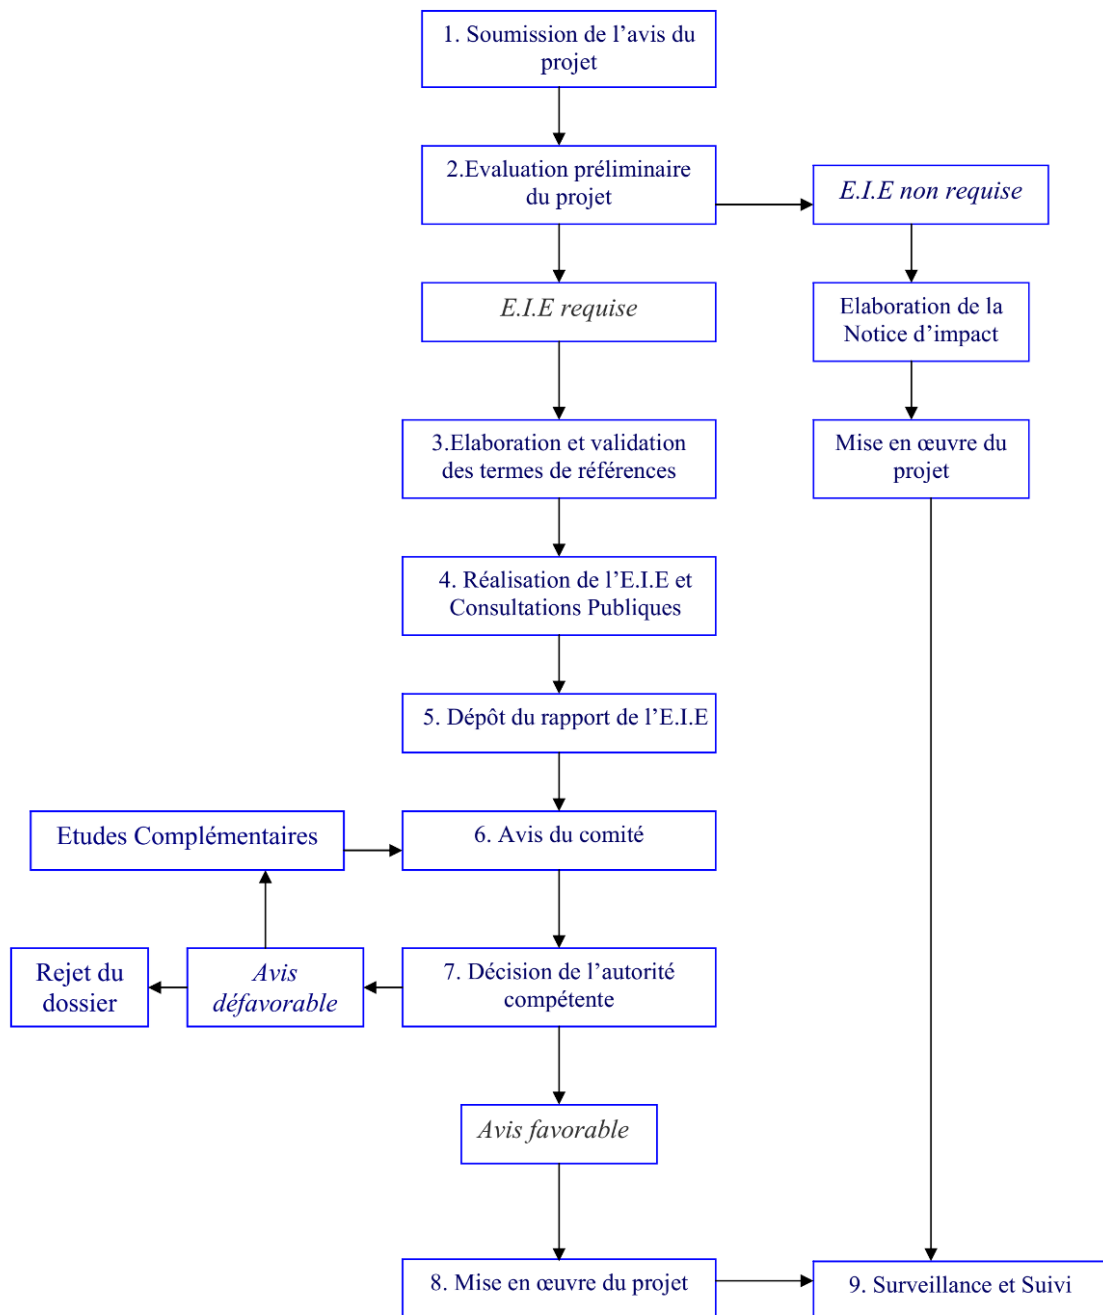 1. Soumission de l’avis du
projet
2.Evaluation préliminaire
du projet
E.I.E non requise
E.I.E requise
Elaboration de la
Notice d’impact
3.Elaboration et validation
des termes de références
Mise en œuvre du
projet
4. Réalisation de l’E.I.E et
Consultations Publiques
5. Dépôt du rapport de l’E.I.E
Etudes Complémentaires
6. Avis du comité
Rejet du
dossier
Avis
défavorable
7. Décision de l’autorité
compétente
Avis favorable
8. Mise en œuvre du projet
9. Surveillance et Suivi